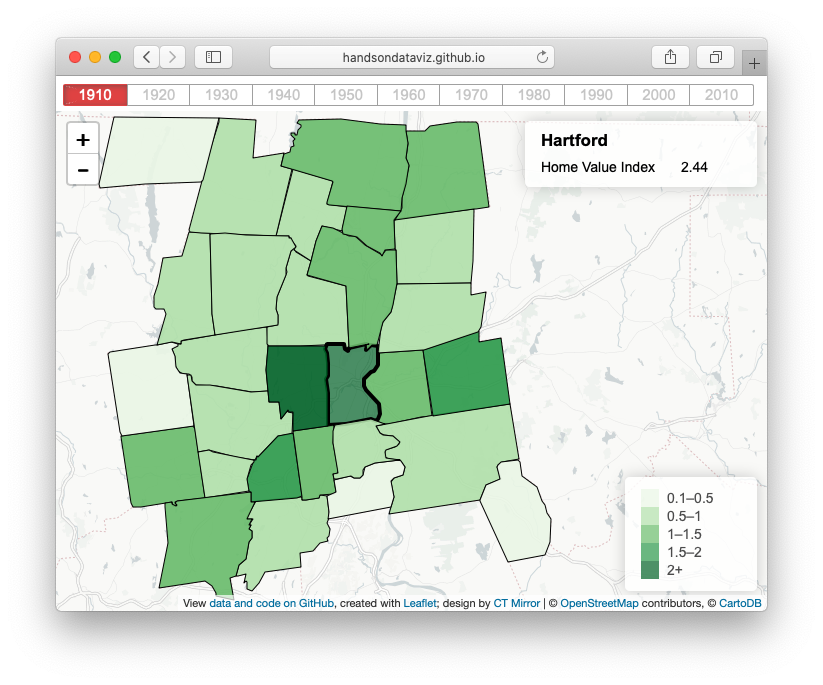 handsondataviz.github.io
1910 1920 1930 1940 1950 1960 1970 1980 1990 2000 2010
+
−
Hartford
Home Value Index 2.44
0.1–0.5
0.5–1
1–1.5
1.5–2
2+
View data and code on GitHub, created with Leaflet; design by CT Mirror | © OpenStreetMap contributors, © CartoDB